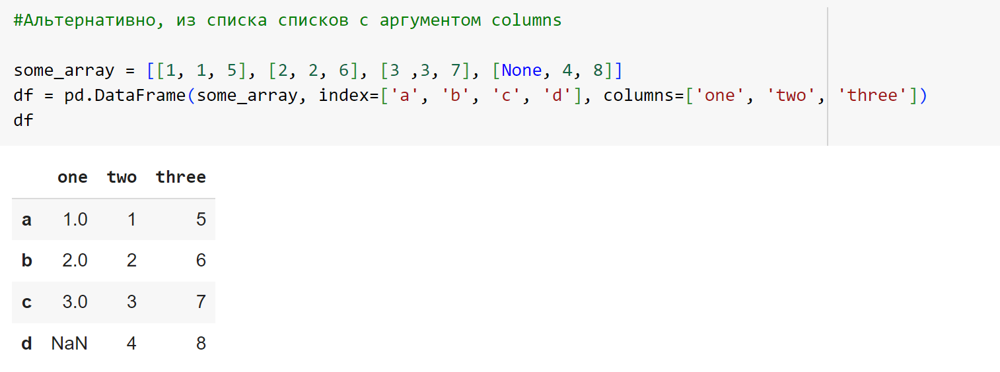 #Альтернативно, из списка списков с аргументом columns
some_array = [[1, 1, 5], [2, 2, 6], [3 ,3, 7], [None, 4, 8]]
df = pd.DataFrame(some_array, index=['a', 'b', 'c', 'd'], columns=['one', 'two', 'three'])
df
one two three
a 1.0 1 5
b 2.0 2 6
c 3.0 3 7
d NaN 4 8